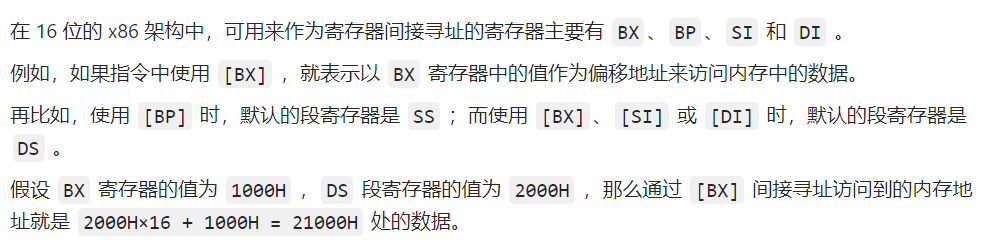 在 16 位的 x86 架构中，可用来作为寄存器间接寻址的寄存器主要有 BX 、 BP 、 SI 和 DI 。
例如，如果指令中使用 [BX] ，就表示以 BX 寄存器中的值作为偏移地址来访问内存中的数据。
再比如，使用 [BP] 时，默认的段寄存器是 SS ；而使用 [BX] 、 [SI] 或 [DI] 时，默认的段寄存器是
DS 。
假设 BX 寄存器的值为 1000H ， DS 段寄存器的值为 2000H ，那么通过 [BX] 间接寻址访问到的内存地
址就是 2000H×16 + 1000H = 21000H 处的数据。